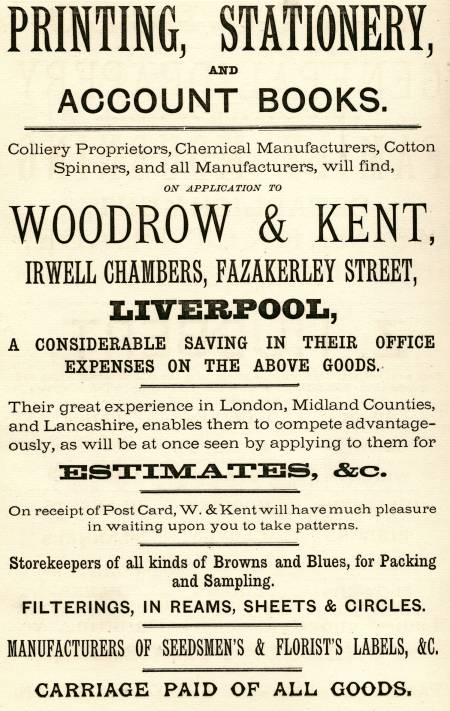 PRINTING, STATIONERY,
AND
ACCOUNT BOOKS.
Colliery Proprietors, Chemical Manufacturers, Cotton
Spinners, and all Manufacturers, will find,
ON APPLICATION TO
WOODROW & KENT,
IRWELL CHAMBERS, FAZAKERLEY STREET,
LIVERPOOL,
A CONSIDERABLE SAVING IN THEIR OFFICE
EXPENSES ON THE ABOVE GOODS.
Their great experience in London, Midland Counties,
and Lancashire, enables them to compete advantage-
ously, as will be at once seen by applying to them for
ESTIMATES, &c.
On receipt of Post Card, W. & Kent will have much pleasure
in waiting upon you to take patterns.
Storekeepers of all kinds of Browns and Blues, for Packing
and Sampling.
FILTERINGS, IN REAMS, SHEETS & CIRCLES.
MANUFACTURERS OF SEEDSMEN'S & FLORIST'S LABELS, &C.
CARRIAGE PAID OF ALL GOODS.